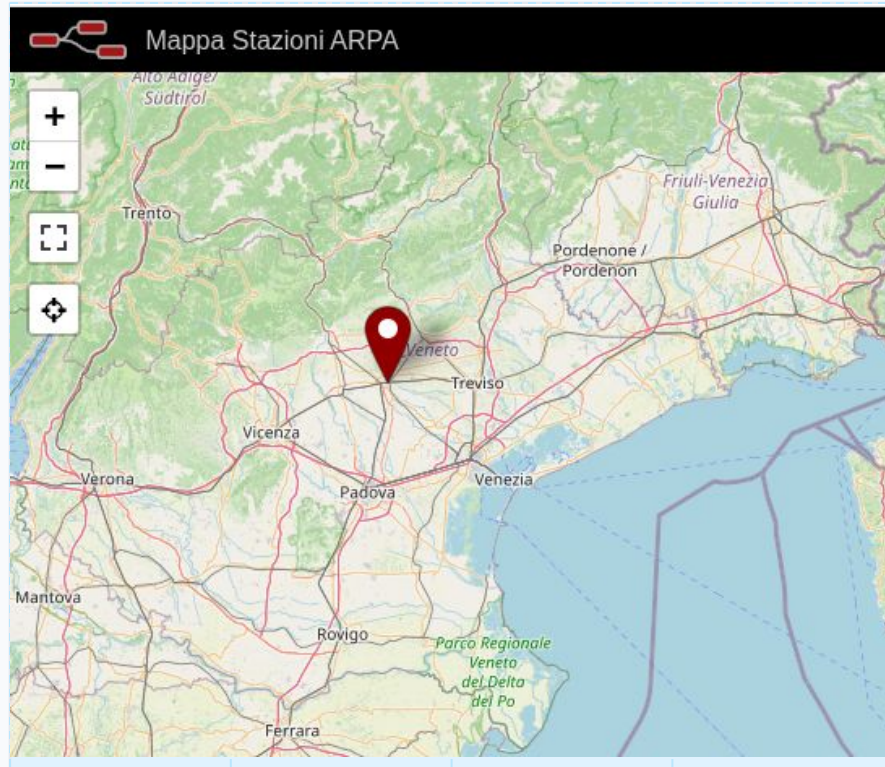 Mappa Stazioni ARPA
Alto Adige/
Südtirol
+
−
Trento
Friuli-Venezia
Giulia
Pordenone /
Pordenon
Veneto
Treviso
Vicenza
Verona
Padova
Venezia
Mantova
Rovigo
Parco Regionale
Veneto
del Delta
del Po
Ferrara